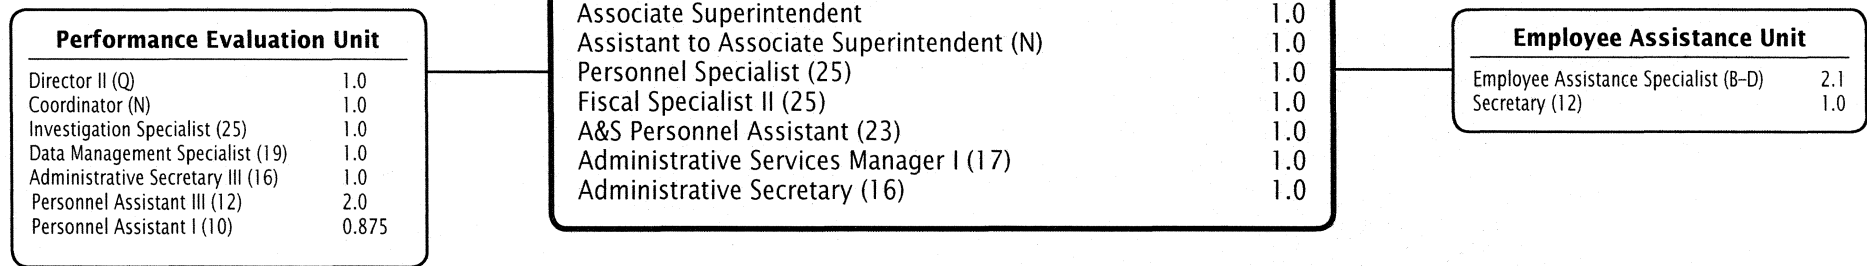 Performance Evaluation Unit
Director II (Q) 1.0
Coordinator (N) 1.0
Investigation Specialist (25) 1.0
Data Management Specialist (19) 1.0
Administrative Secretary III (16) 1.0
Personnel Assistant III (12) 2.0
Personnel Assistant I (10) 0.875
Associate Superintendent 1.0
Assistant to Associate Superintendent (N) 1.0
Personnel Specialist (25) 1.0
Fiscal Specialist II (25) 1.0
A&S Personnel Assistant (23) 1.0
Administrative Services Manager I (17) 1.0
Administrative Secretary (16) 1.0
Employee Assistance Unit
Employee Assistance Specialist (B–D) 2.1
Secretary (12) 1.0